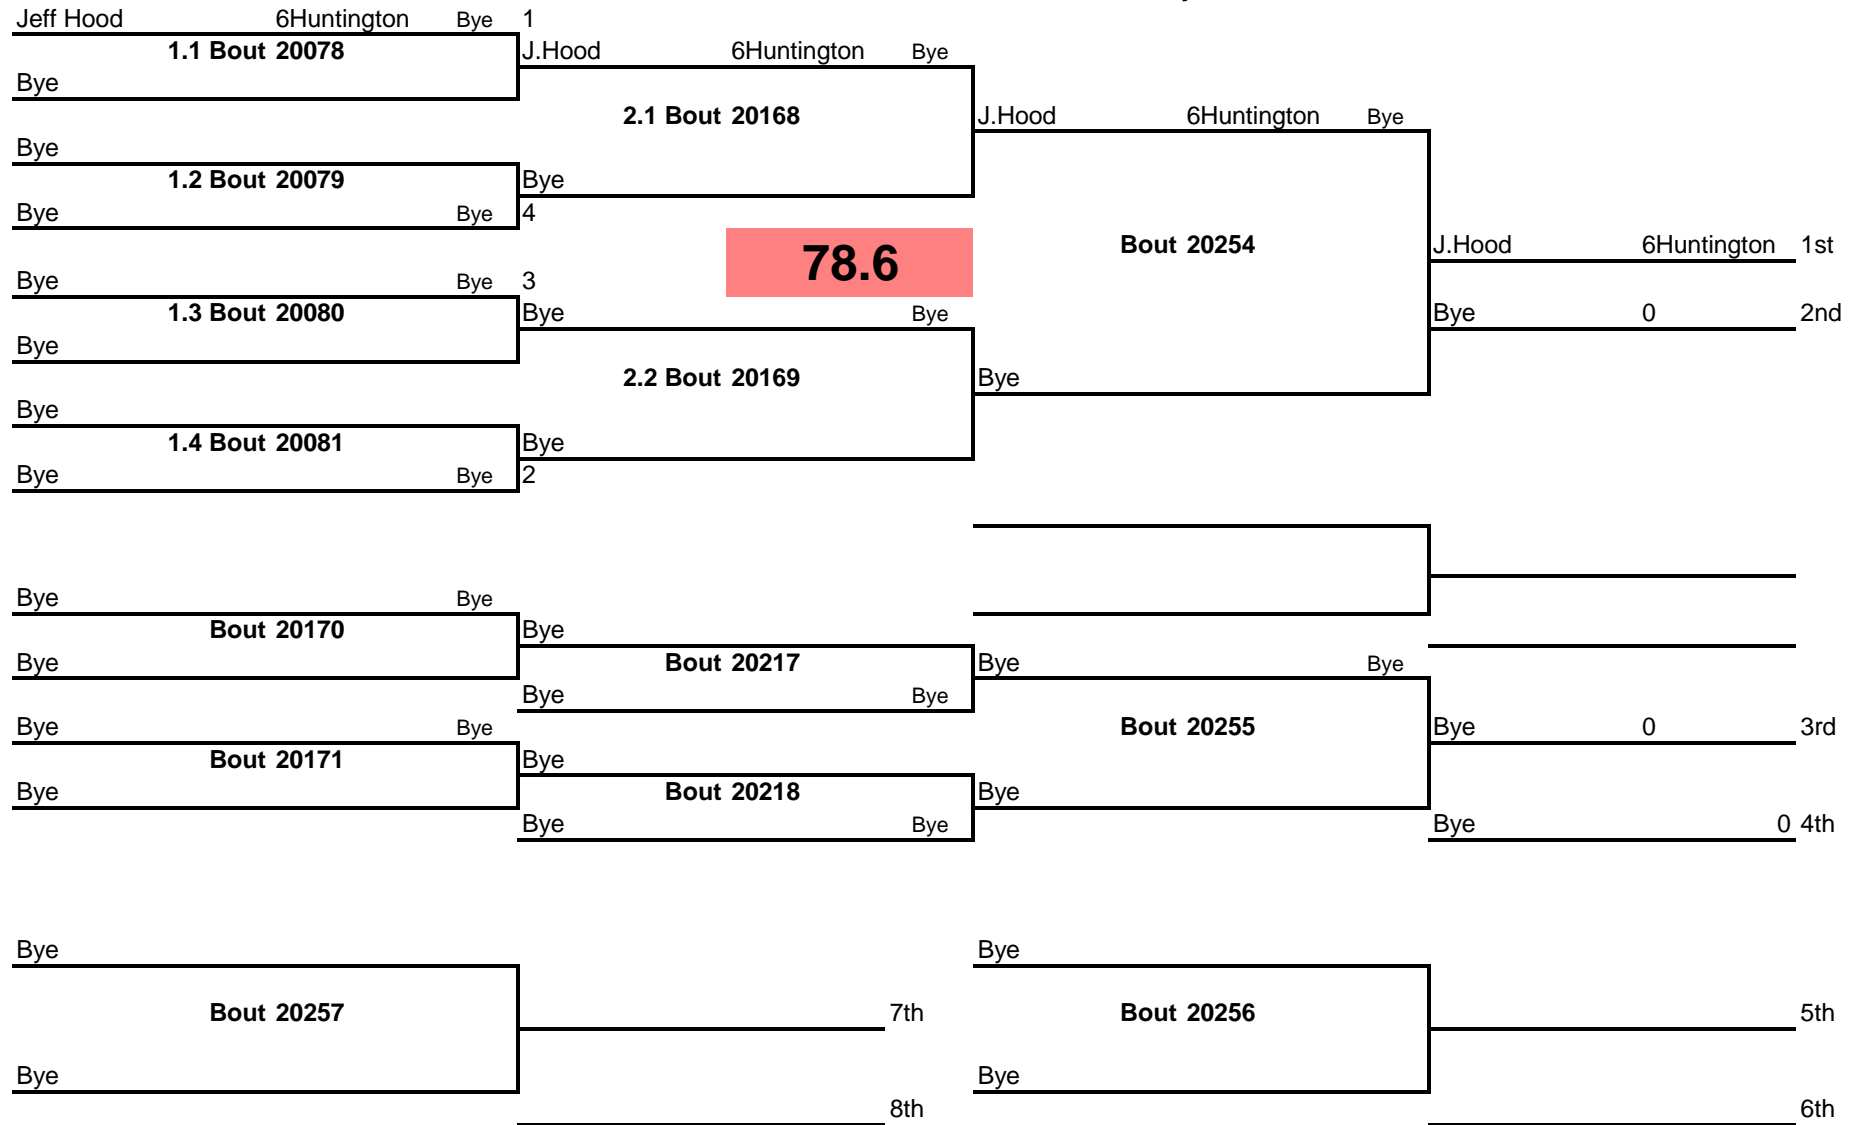 Jeff Hood 6Huntington Bye 1
1.1 Bout 20078 J.Hood 6Huntington Bye
Bye
2.1 Bout 20168 J.Hood 6Huntington Bye
Bye
1.2 Bout 20079 Bye
Bye Bye 4
78.6 Bout 20254 J.Hood 6Huntington 1st
Bye Bye 3
1.3 Bout 20080 Bye Bye Bye 0 2nd
Bye
2.2 Bout 20169 Bye
Bye
1.4 Bout 20081 Bye
Bye Bye 2
Bye Bye
Bout 20170 Bye
Bye Bout 20217 Bye Bye
Bye Bye
Bye Bye Bout 20255 Bye 0 3rd
Bout 20171 Bye
Bye Bout 20218 Bye
Bye Bye Bye 0 4th
Bye Bye
Bout 20257 7th Bout 20256 5th
Bye Bye
8th 6th